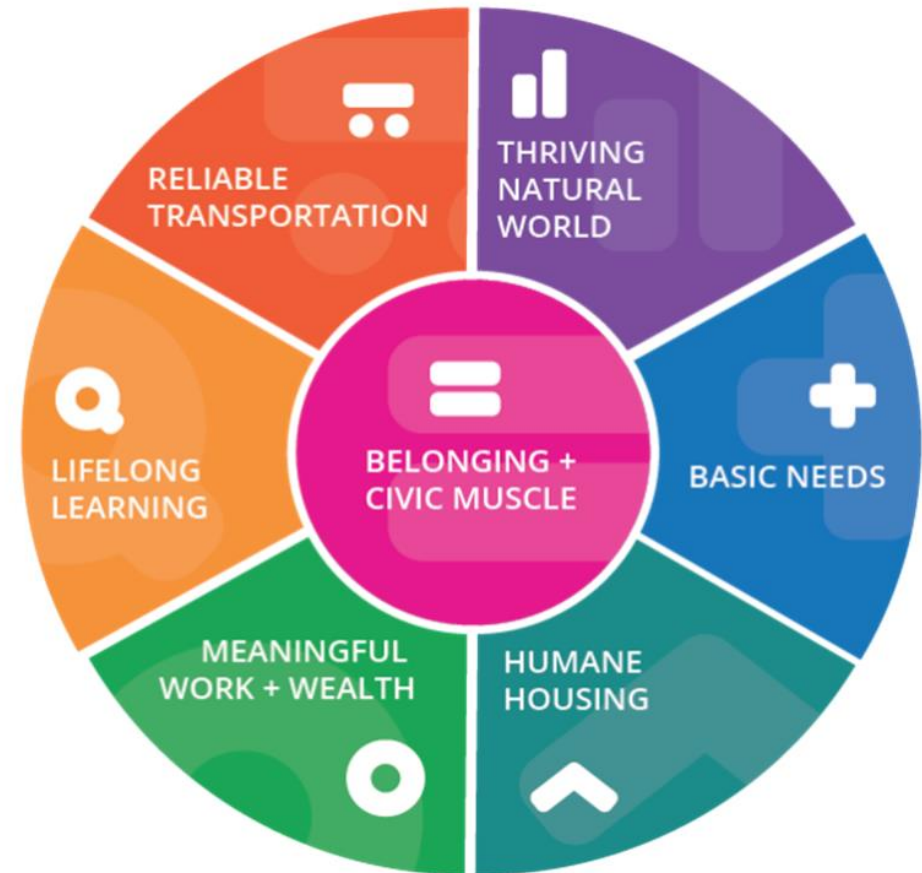 THRIVING
NATURAL
WORLD
BASIC NEEDS
HUMANE
HOUSING
MEANINGFUL
WORK + WEALTH
LIFELONG
LEARNING
RELIABLE
TRANSPORTATION
BELONGING +
CIVIC MUSCLE